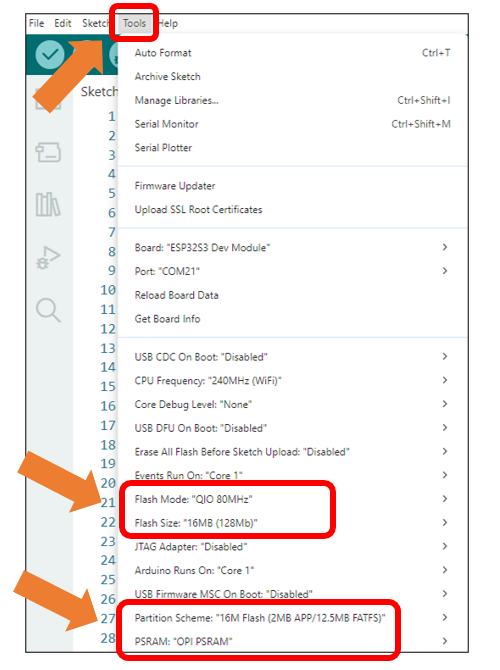 File Edit Sketch Tools Help
Sketch
Auto Format Ctrl+T
Archive Sketch
1 Manage Libraries... Ctrl+Shift+I
2 Serial Monitor Ctrl+Shift+M
3 Serial Plotter
4
5 Firmware Updater
6 Upload SSL Root Certificates
7
8 Board: "ESP32S3 Dev Module"
9 Port: "COM21"
10 Reload Board Data
11 Get Board Info
12
13 USB CDC On Boot: "Disabled"
14 CPU Frequency: "240MHz (WiFi)"
15 Core Debug Level: "None"
16 USB DFU On Boot: "Disabled"
17
18 Erase All Flash Before Sketch Upload: "Disabled"
19 Events Run On: "Core 1"
20
21 Flash Mode: "QIO 80MHz"
22 Flash Size: "16MB (128Mb)"
23 JTAG Adapter: "Disabled"
24 Arduino Runs On: "Core 1"
25
26 USB Firmware MSC On Boot: "Disabled"
27 Partition Scheme: "16M Flash (2MB APP/12.5MB FATFS)"
28 PSRAM: "OPI PSRAM"